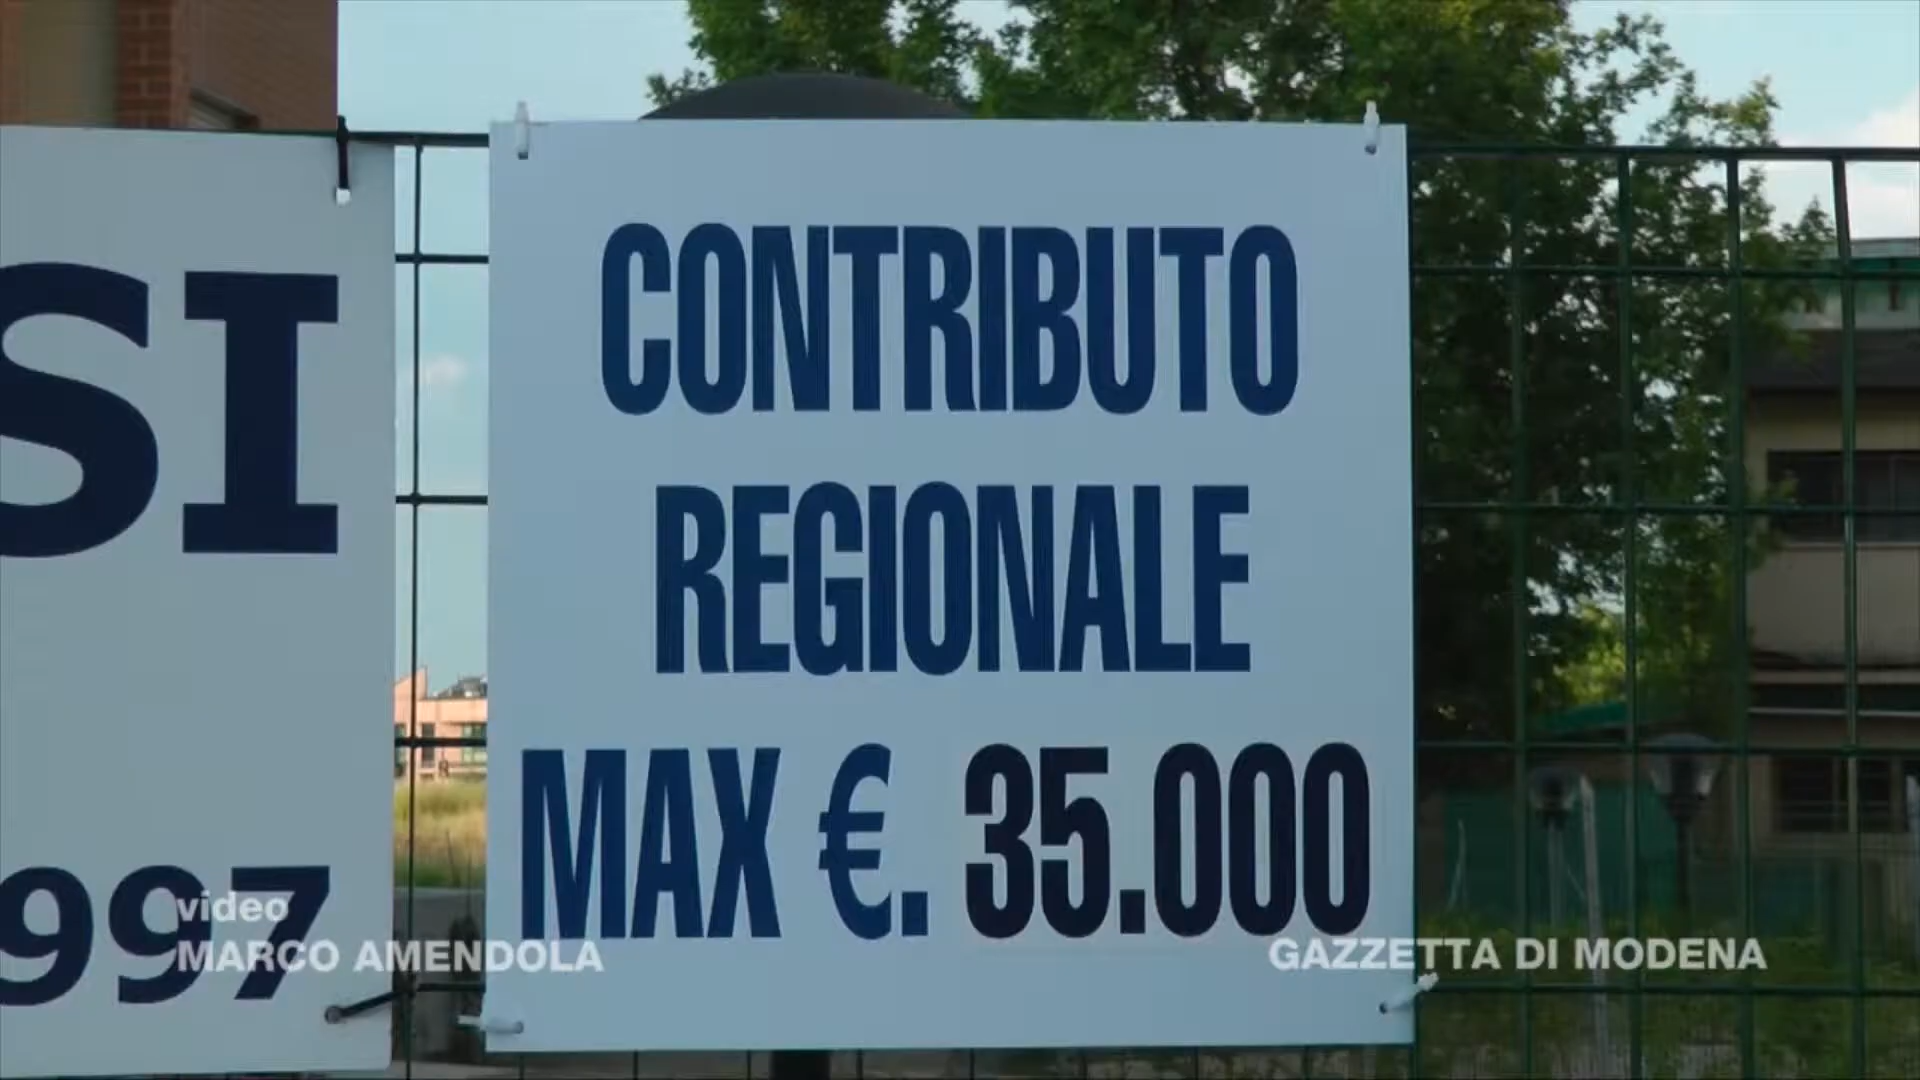 SI
997
CONTRIBUTO
REGIONALE
MAX €. 35.000
video
MARCO AMENDOLA
GAZZETTA DI MODENA